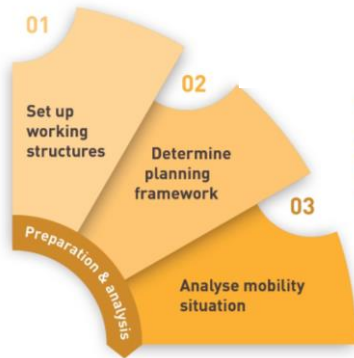 01
Set up
working
structures
02
Determine
planning
framework
03
Analyse mobility
situation
Preparation & analysis